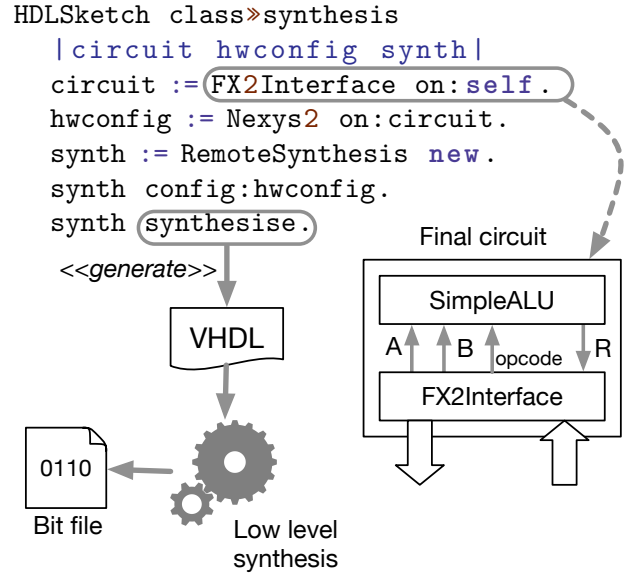 HDLSketch class»synthesis
|circuit hwconfig synth|
circuit := FX2Interface on:self.
hwconfig := Nexys2 on:circuit.
synth := RemoteSynthesis new.
synth config:hwconfig.
synth synthesise.
<<generate>>
VHDL
0110
Bit file
Low level
synthesis
Final circuit
SimpleALU
A B opcode R
FX2Interface